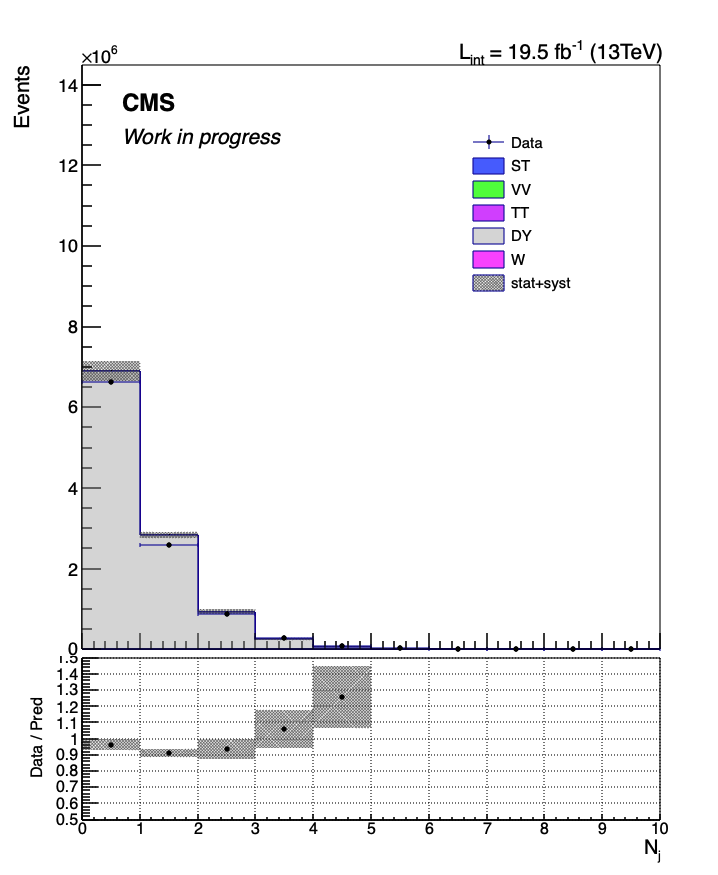 ×10⁶
L_int = 19.5 fb⁻¹ (13TeV)
Events
14
CMS
Work in progress
Data
12
ST
VV
TT
10
DY
W
stat+syst
8
6
4
2
0
1.5
1.4
1.3
1.2
1.1
1
0.9
0.8
0.7
0.6
0.5
Data / Pred
0 1 2 3 4 5 6 7 8 9 10
N_j